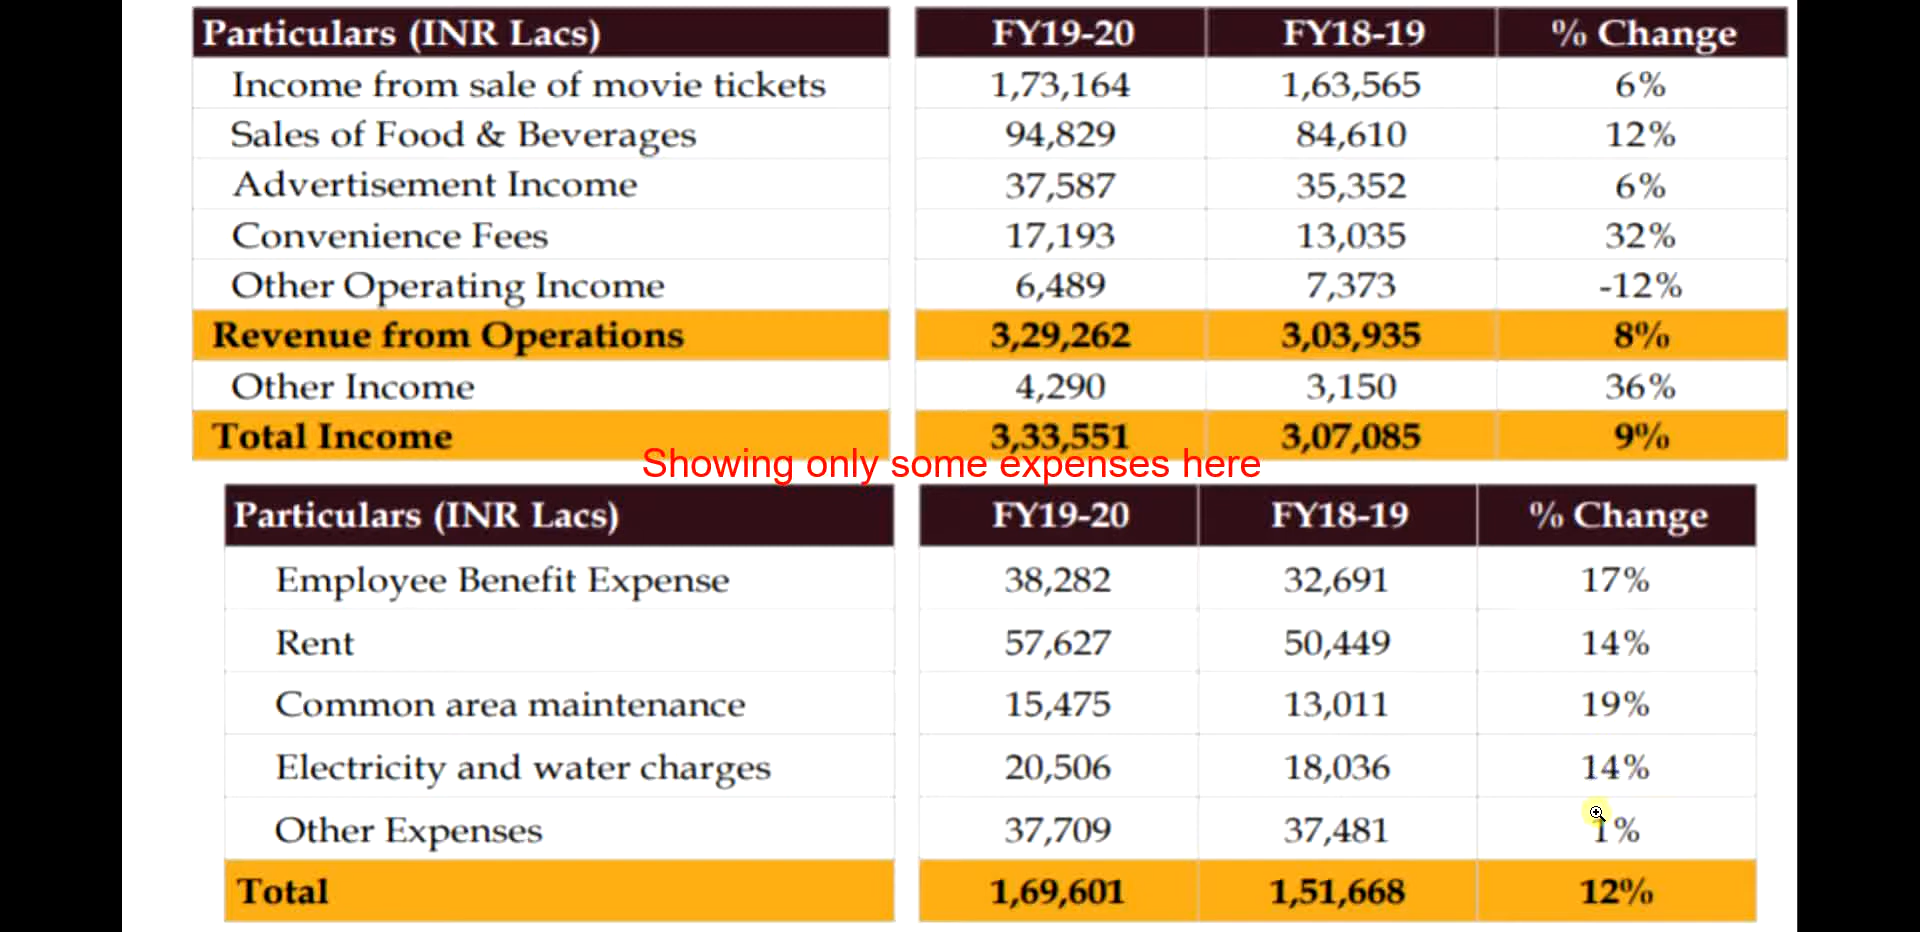 Particulars (INR Lacs) FY19-20 FY18-19 % Change
Income from sale of movie tickets 1,73,164 1,63,565 6%
Sales of Food & Beverages 94,829 84,610 12%
Advertisement Income 37,587 35,352 6%
Convenience Fees 17,193 13,035 32%
Other Operating Income 6,489 7,373 -12%
Revenue from Operations 3,29,262 3,03,935 8%
Other Income 4,290 3,150 36%
Total Income 3,33,551 3,07,085 9%
Showing only some expenses here
Particulars (INR Lacs) FY19-20 FY18-19 % Change
Employee Benefit Expense 38,282 32,691 17%
Rent 57,627 50,449 14%
Common area maintenance 15,475 13,011 19%
Electricity and water charges 20,506 18,036 14%
Other Expenses 37,709 37,481 1%
Total 1,69,601 1,51,668 12%